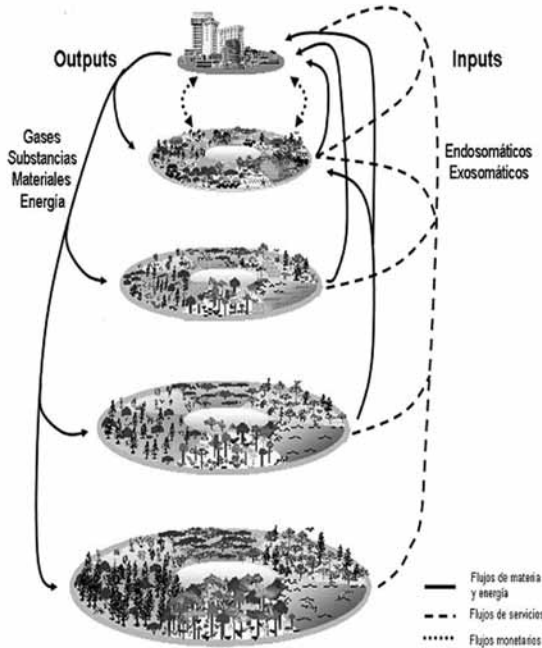 Outputs
Inputs
Gases
Substancias
Materiales
Energía
Endosomáticos
Exosomáticos
Flujos de materia
y energía
Flujos de servicios
Flujos monetarios